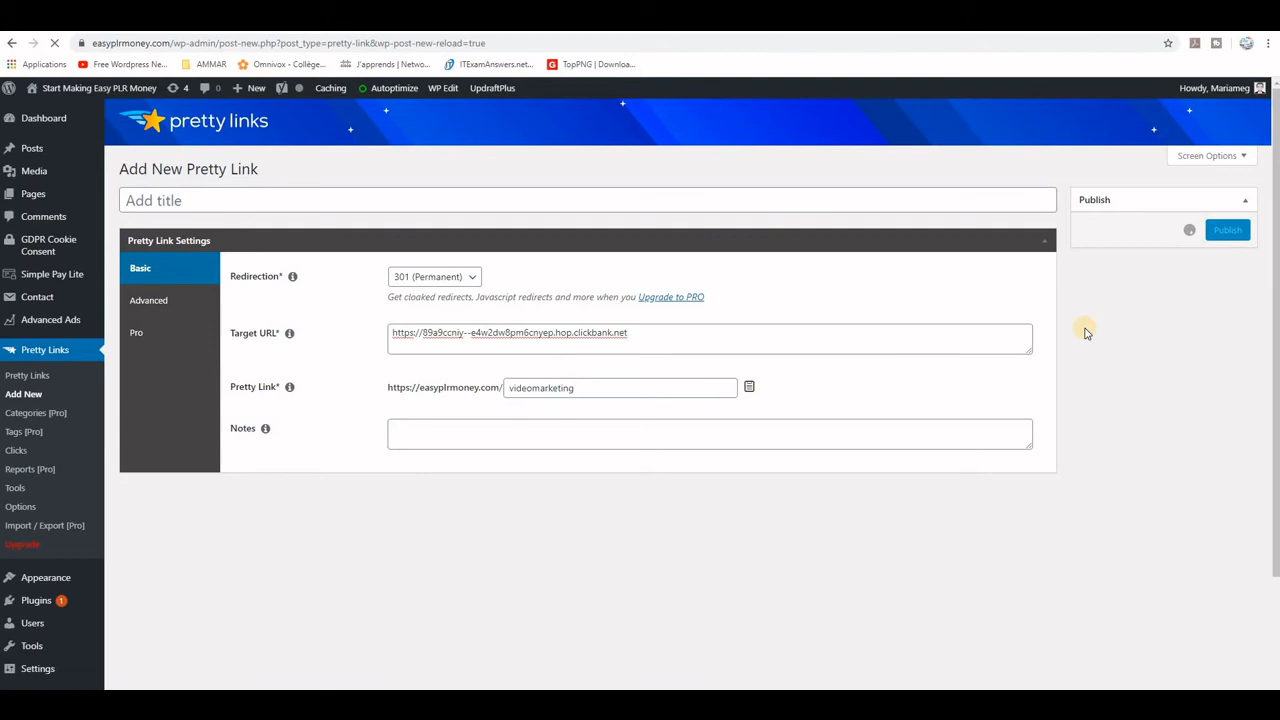 easyplrmoney.com/wp-admin/post-new.php?post_type=pretty-link&wp-post-new-reload=true
Applications
Free Wordpress New...
AMMAR
Omnivox - Collège...
J'apprends | Netwo...
ITExamAnswers.net...
TopPNG | Downloa...
Start Making Easy PLR Money
4
0
New
Caching
Autoptimize
WP Edit
UpdraftPlus
Howdy, Mariameg
Dashboard
Posts
Media
Pages
Comments
GDPR Cookie
Consent
Simple Pay Lite
Contact
Advanced Ads
Pretty Links
Pretty Links
Add New
Categories [Pro]
Tags [Pro]
Clicks
Reports [Pro]
Tools
Options
Import / Export [Pro]
Upgrade
Appearance
Plugins 1
Users
Tools
Settings
pretty links
Screen Options
Add New Pretty Link
Add title
Pretty Link Settings
Basic
Advanced
Pro
Redirection*
301 (Permanent)
Get cloaked redirects, Javascript redirects and more when you Upgrade to PRO
Target URL*
https://89a9ccniy--e4w2dw8pm6cnyep.hop.clickbank.net
Pretty Link*
https://easyplrmoney.com/
videomarketing
Notes
Publish
Publish